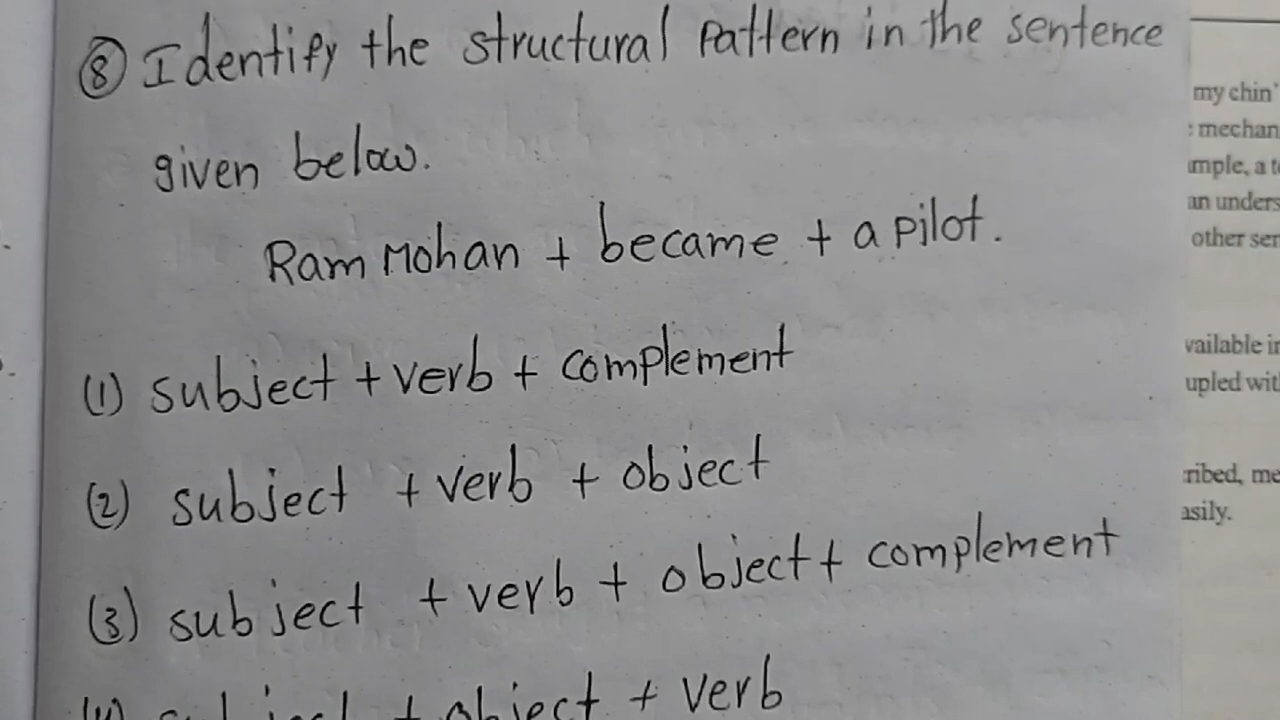 ⑧ Identify the structural Pattern in the sentence
given below.
Ram Mohan + became + a pilot.
(1) subject + verb + complement
(2) subject + verb + object
(3) subject + verb + object + complement
(4) subject + object + verb
my chin'
mechan
an unders
other ser
vailable in
upled wit
ribed, me
asily.